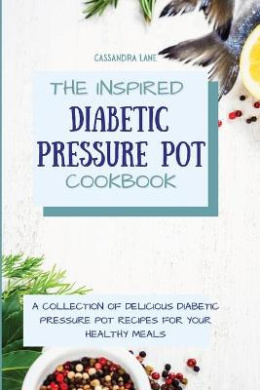 CASSANDRA LANE
THE INSPIRED
DIABETIC
PRESSURE POT
COOKBOOK
A COLLECTION OF DELICIOUS DIABETIC
PRESSURE POT RECIPES FOR YOUR
HEALTHY MEALS